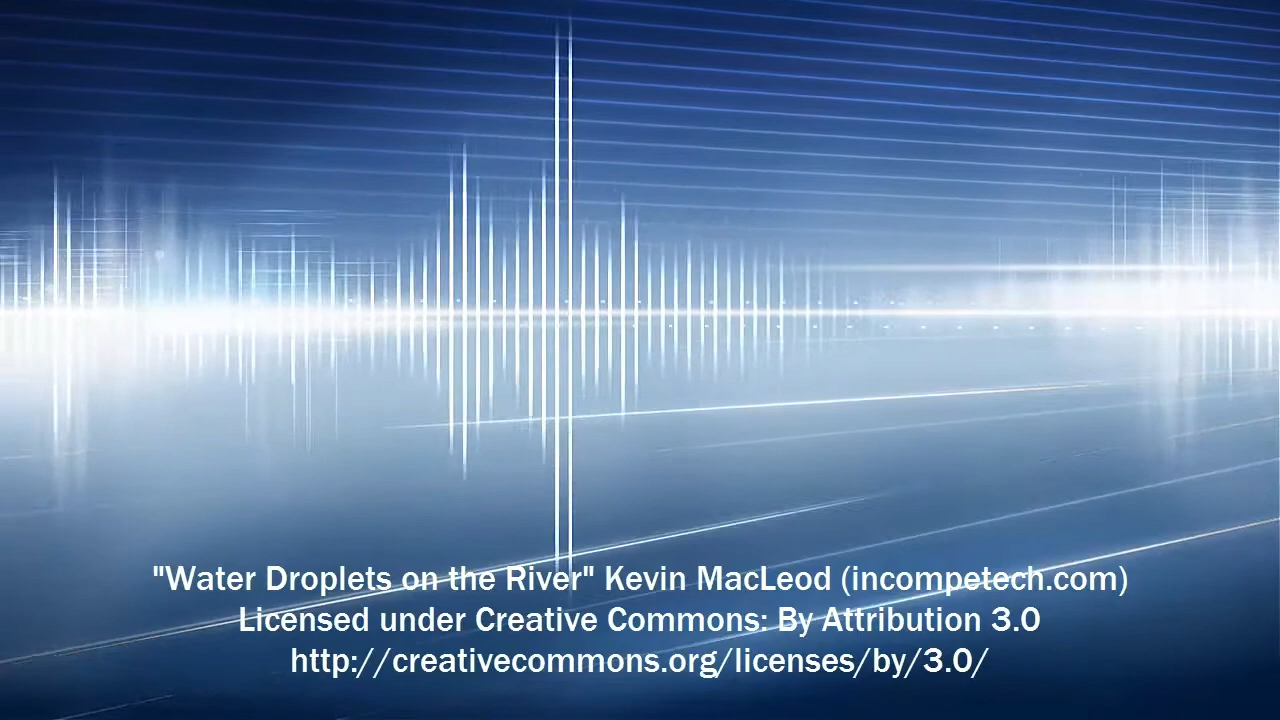 "Water Droplets on the River" Kevin MacLeod (incompetech.com)
Licensed under Creative Commons: By Attribution 3.0
http://creativecommons.org/licenses/by/3.0/